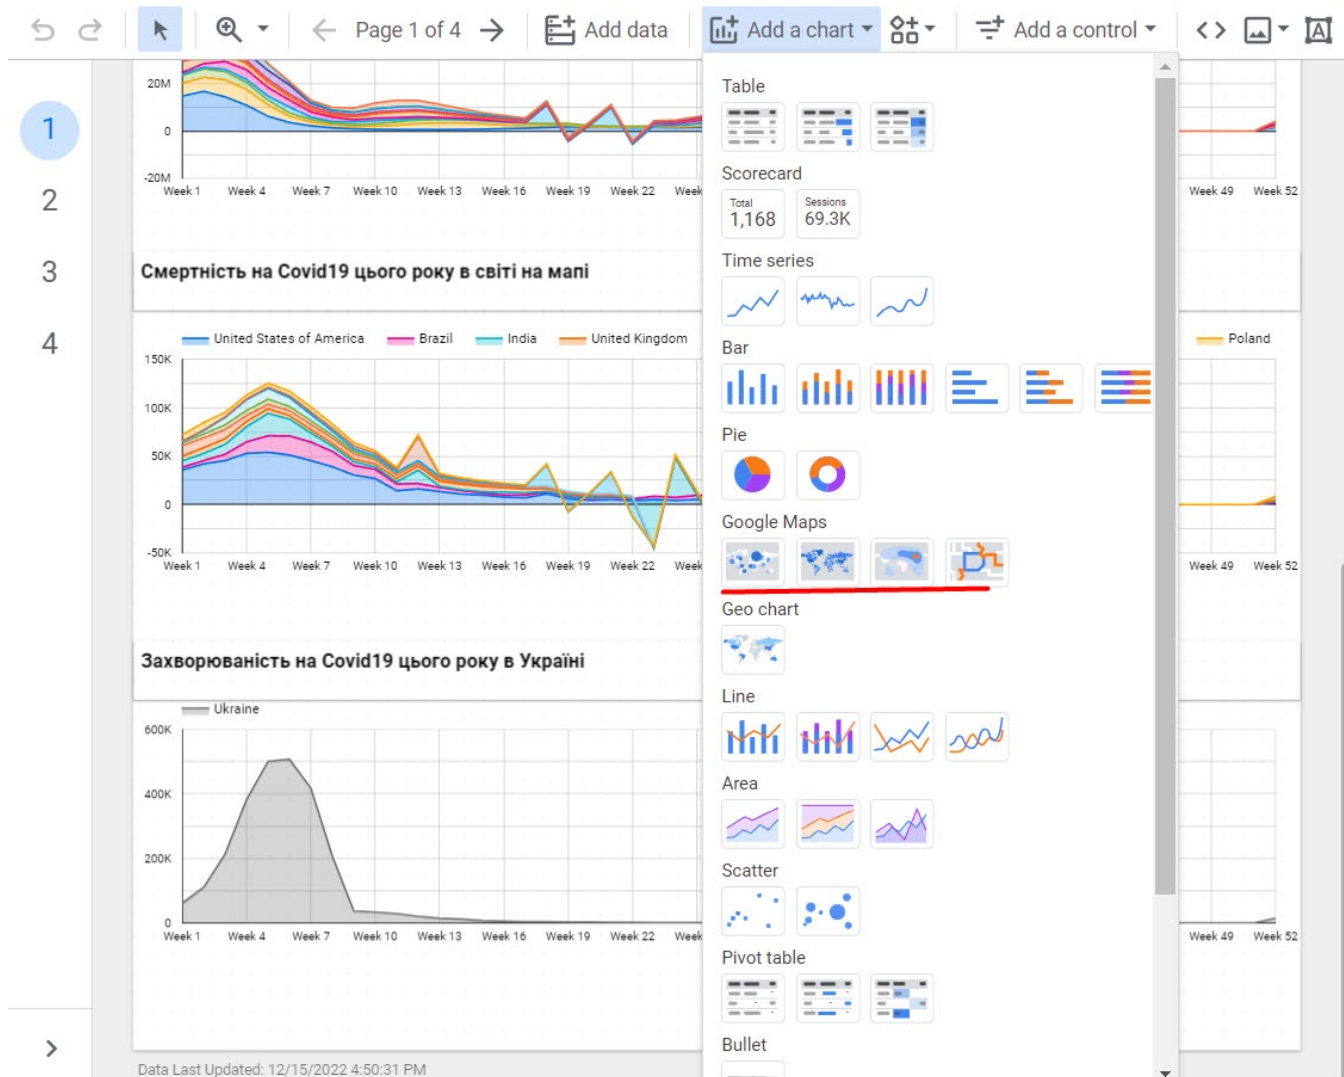 Page 1 of 4 Add data Add a chart Add a control
1
2
3
4
20M
0
-20M
Week 1 Week 4 Week 7 Week 10 Week 13 Week 16 Week 19 Week 22 Week Week 49 Week 52
Смертність на Covid19 цього року в світі на мапі
United States of America Brazil India United Kingdom Poland
150K
100K
50K
0
-50K
Week 1 Week 4 Week 7 Week 10 Week 13 Week 16 Week 19 Week 22 Week Week 49 Week 52
Захворюваність на Covid19 цього року в Україні
Ukraine
600K
400K
200K
0
Week 1 Week 4 Week 7 Week 10 Week 13 Week 16 Week 19 Week 22 Week Week 49 Week 52
Data Last Updated: 12/15/2022 4:50:31 PM
Table
Scorecard
Total
1,168
Sessions
69.3K
Time series
Bar
Pie
Google Maps
Geo chart
Line
Area
Scatter
Pivot table
Bullet